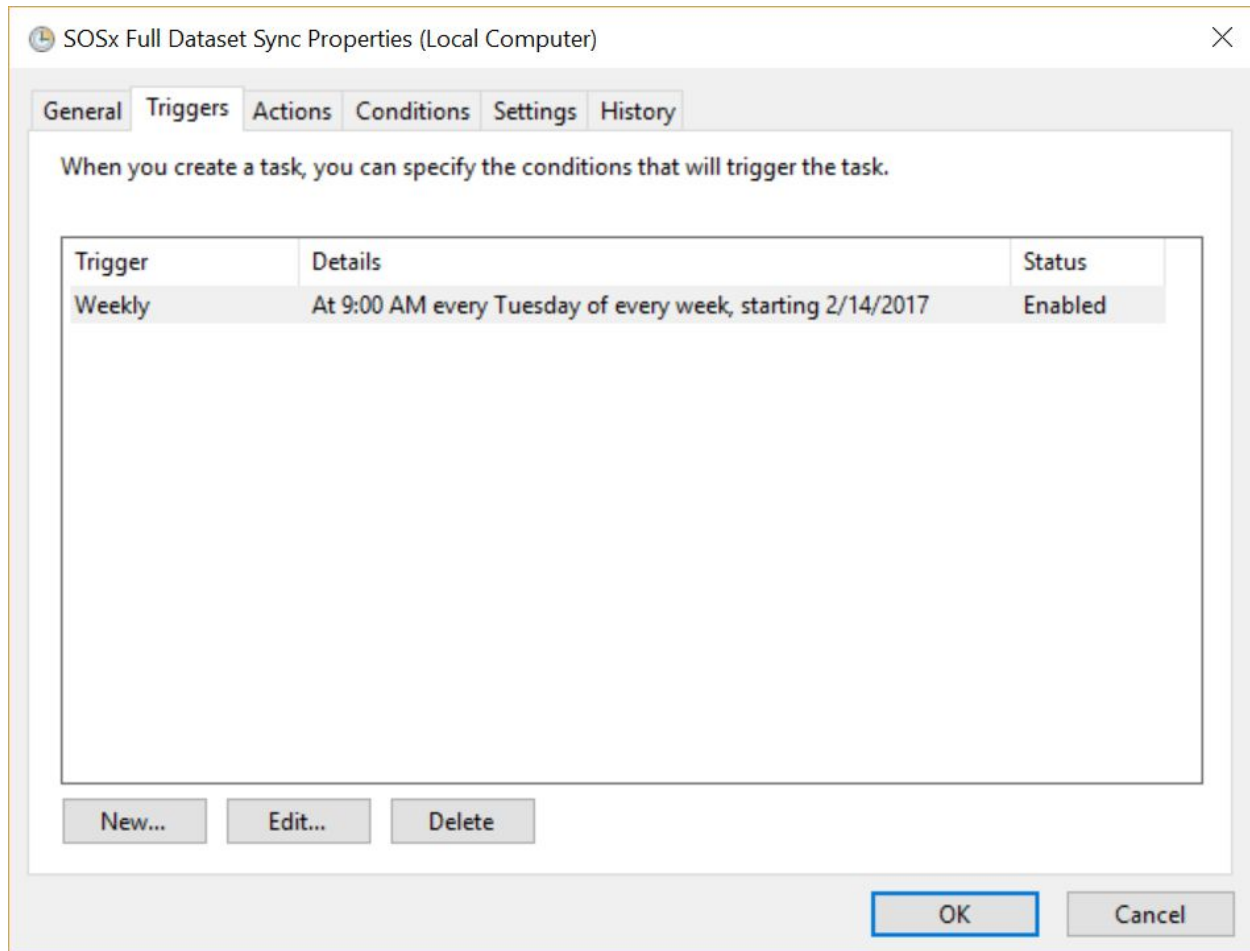 SOSx Full Dataset Sync Properties (Local Computer)
General Triggers Actions Conditions Settings History
When you create a task, you can specify the conditions that will trigger the task.
Trigger Details Status
Weekly At 9:00 AM every Tuesday of every week, starting 2/14/2017 Enabled
New... Edit... Delete
OK Cancel